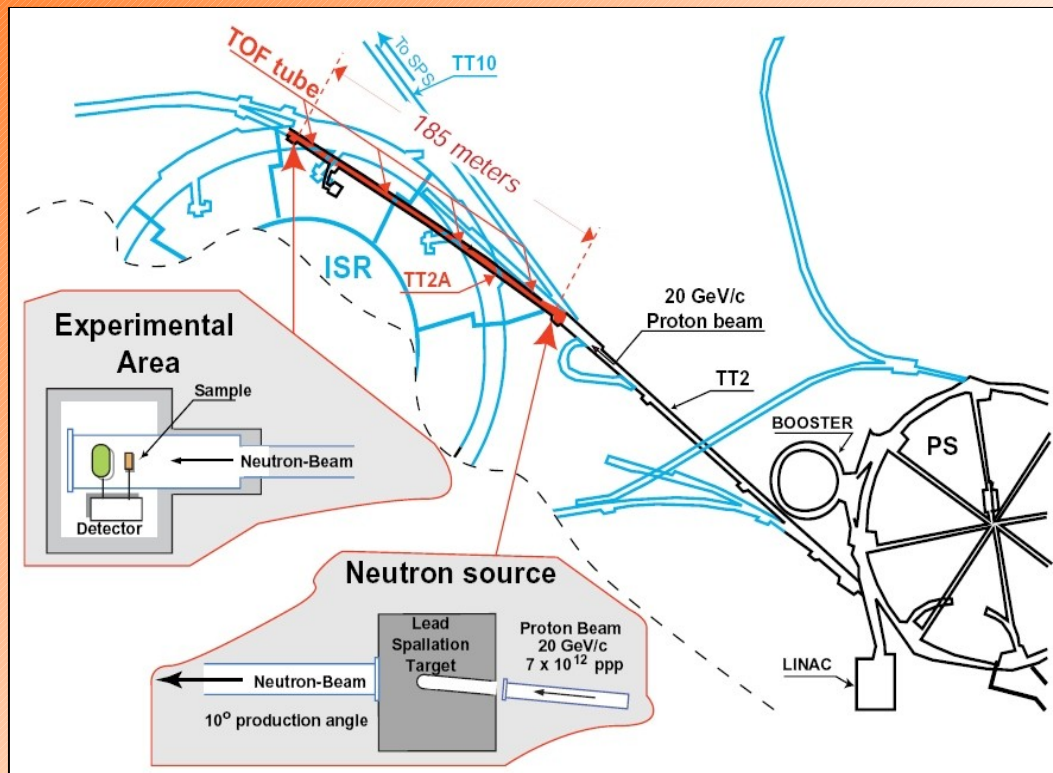 To SPS
TT10
TOF tube
185 meters
ISR
TT2A
20 GeV/c
Proton beam
TT2
BOOSTER
PS
LINAC
Experimental
Area
Sample
Neutron-Beam
Detector
Neutron source
Lead
Spallation
Target
Proton Beam
20 GeV/c
7 x 10¹² ppp
Neutron-Beam
10º production angle